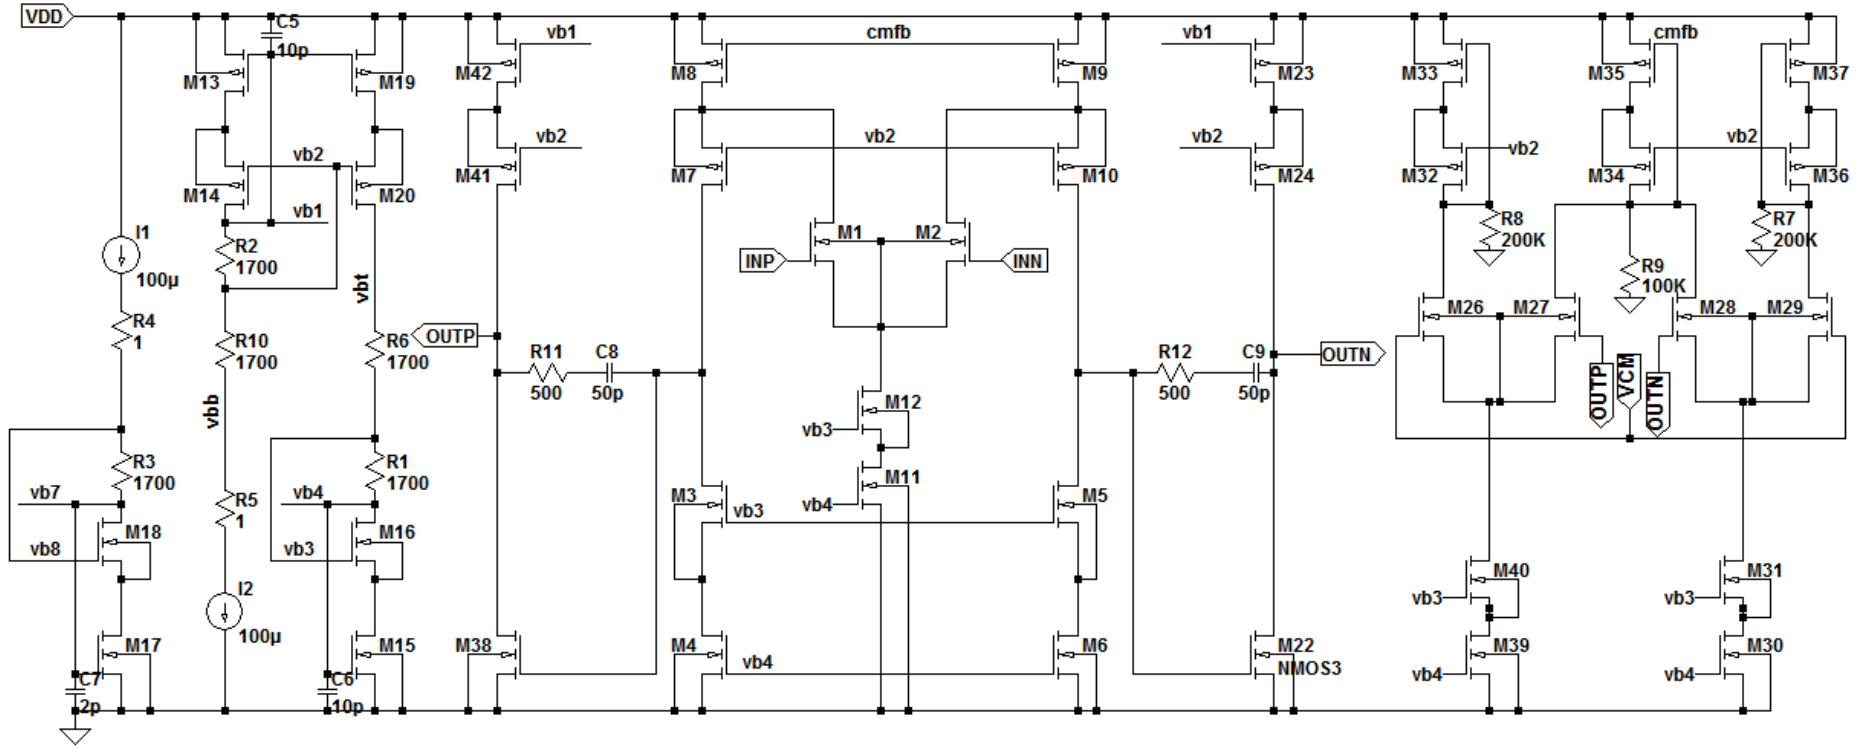 VDD
C5
10p
vb1
cmfb
vb1
cmfb
M13
M19
M42
M8
M9
M23
M33
M35
M37
vb2
vb2
vb2
vb2
vb2
vb2
M14
M20
M41
M7
M10
M24
M32
M34
M36
vb1
I1
100µ
R2
1700
vbt
M1
M2
INP
INN
R8
200K
R9
100K
R7
200K
R4
1
R10
1700
R6
1700
OUTP
R11
500
C8
50p
R12
500
C9
50p
OUTN
M26
M27
M28
M29
OUTP
VCM
OUTN
vbb
M12
vb3
R3
1700
R1
1700
vb7
vb4
R5
1
M18
M16
vb8
vb3
M3
vb3
M11
vb4
M5
I2
100µ
M40
vb3
M31
vb3
M17
M15
M38
M4
vb4
M6
M22
NMOS3
M39
vb4
M30
vb4
C7
2p
C6
10p